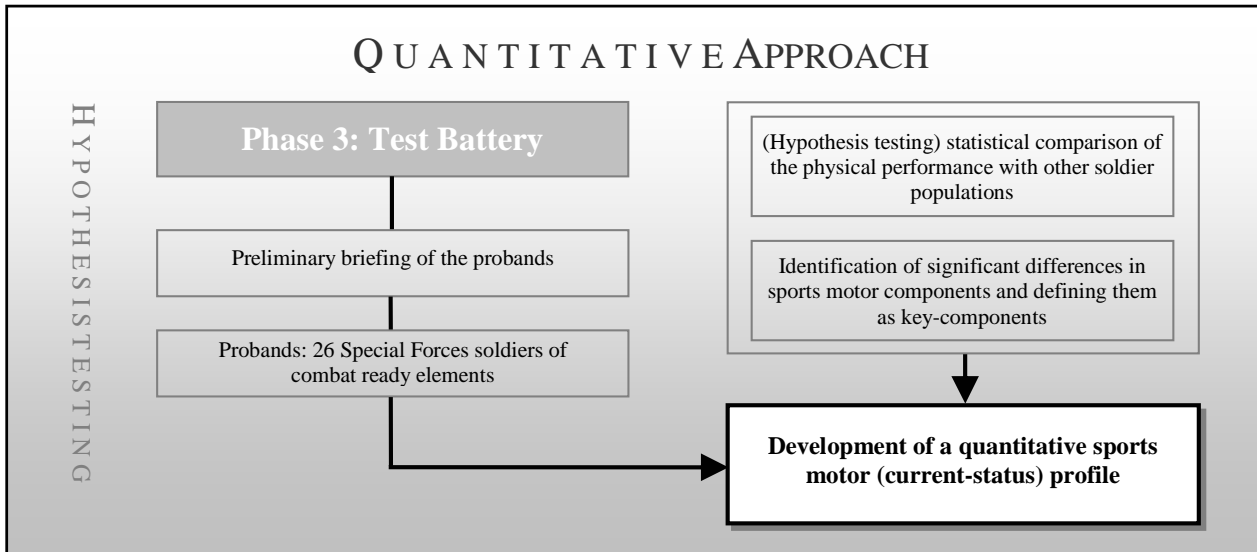 QUANTITATIVE APPROACH
HYPOTHESISTESTING
Phase 3: Test Battery
Preliminary briefing of the probands
Probands: 26 Special Forces soldiers of
combat ready elements
(Hypothesis testing) statistical comparison of
the physical performance with other soldier
populations
Identification of significant differences in
sports motor components and defining them
as key-components
Development of a quantitative sports
motor (current-status) profile